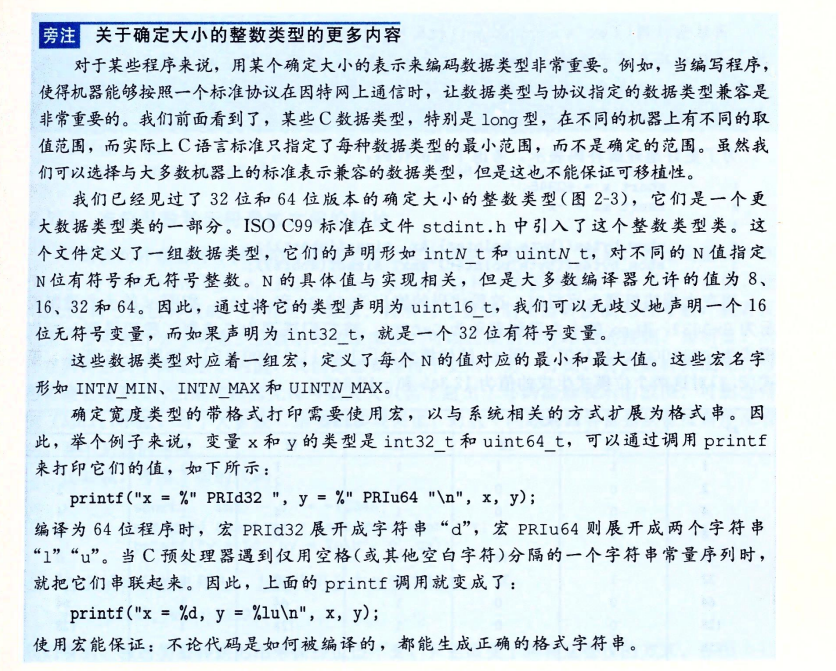 旁注 关于确定大小的整数类型的更多内容
对于某些程序来说，用某个确定大小的表示来编码数据类型非常重要。例如，当编写程序，
使得机器能够按照一个标准协议在因特网上通信时，让数据类型与协议指定的数据类型兼容是
非常重要的。我们前面看到了，某些C数据类型，特别是long型，在不同的机器上有不同的取
值范围，而实际上C语言标准只指定了每种数据类型的最小范围，而不是确定的范围。虽然我
们可以选择与大多数机器上的标准表示兼容的数据类型，但是这也不能保证可移植性。
我们已经见过了32位和64位版本的确定大小的整数类型(图2-3)，它们是一个更
大数据类型类的一部分。ISO C99标准在文件stdint.h中引入了这个整数类型类。这
个文件定义了一组数据类型，它们的声明形如intN_t和uintN_t，对不同的N值指定
N位有符号和无符号整数。N的具体值与实现相关，但是大多数编译器允许的值为8、
16、32和64。因此，通过将它的类型声明为uint16_t，我们可以无歧义地声明一个16
位无符号变量，而如果声明为int32_t，就是一个32位有符号变量。
这些数据类型对应着一组宏，定义了每个N的值对应的最小和最大值。这些宏名字
形如INTN_MIN、INTN_MAX和UINTN_MAX。
确定宽度类型的带格式打印需要使用宏，以与系统相关的方式扩展为格式串。因
此，举个例子来说，变量x和y的类型是int32_t和uint64_t，可以通过调用printf
来打印它们的值，如下所示：
printf("x = %" PRId32 ", y = %" PRIu64 "\n", x, y);
编译为64位程序时，宏PRId32展开成字符串“d”，宏PRIu64则展开成两个字符串
“l”“u”。当C预处理器遇到仅用空格(或其他空白字符)分隔的一个字符串常量序列时，
就把它们串联起来。因此，上面的printf调用就变成了：
printf("x = %d, y = %lu\n", x, y);
使用宏能保证：不论代码是如何被编译的，都能生成正确的格式字符串。